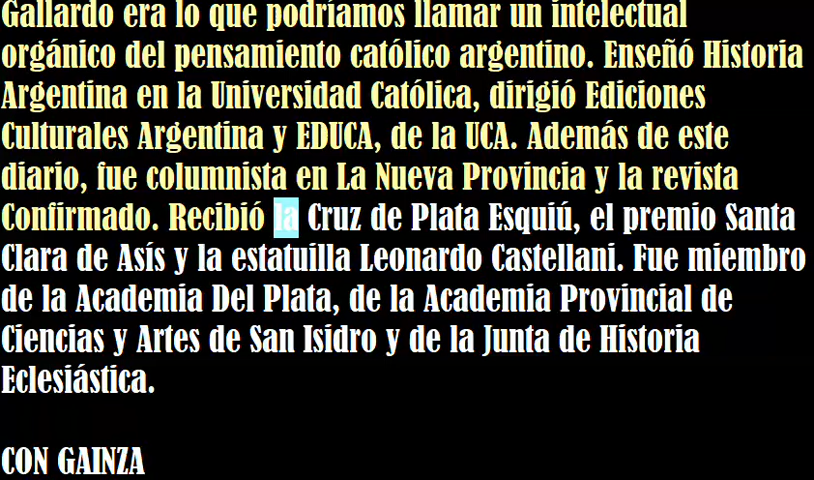 Gallardo era lo que podríamos llamar un intelectual
orgánico del pensamiento católico argentino. Enseñó Historia
Argentina en la Universidad Católica, dirigió Ediciones
Culturales Argentina y EDUCA, de la UCA. Además de este
diario, fue columnista en La Nueva Provincia y la revista
Confirmado. Recibió la Cruz de Plata Esquiú, el premio Santa
Clara de Asís y la estatuilla Leonardo Castellani. Fue miembro
de la Academia Del Plata, de la Academia Provincial de
Ciencias y Artes de San Isidro y de la Junta de Historia
Eclesiástica.
CON GAINZA